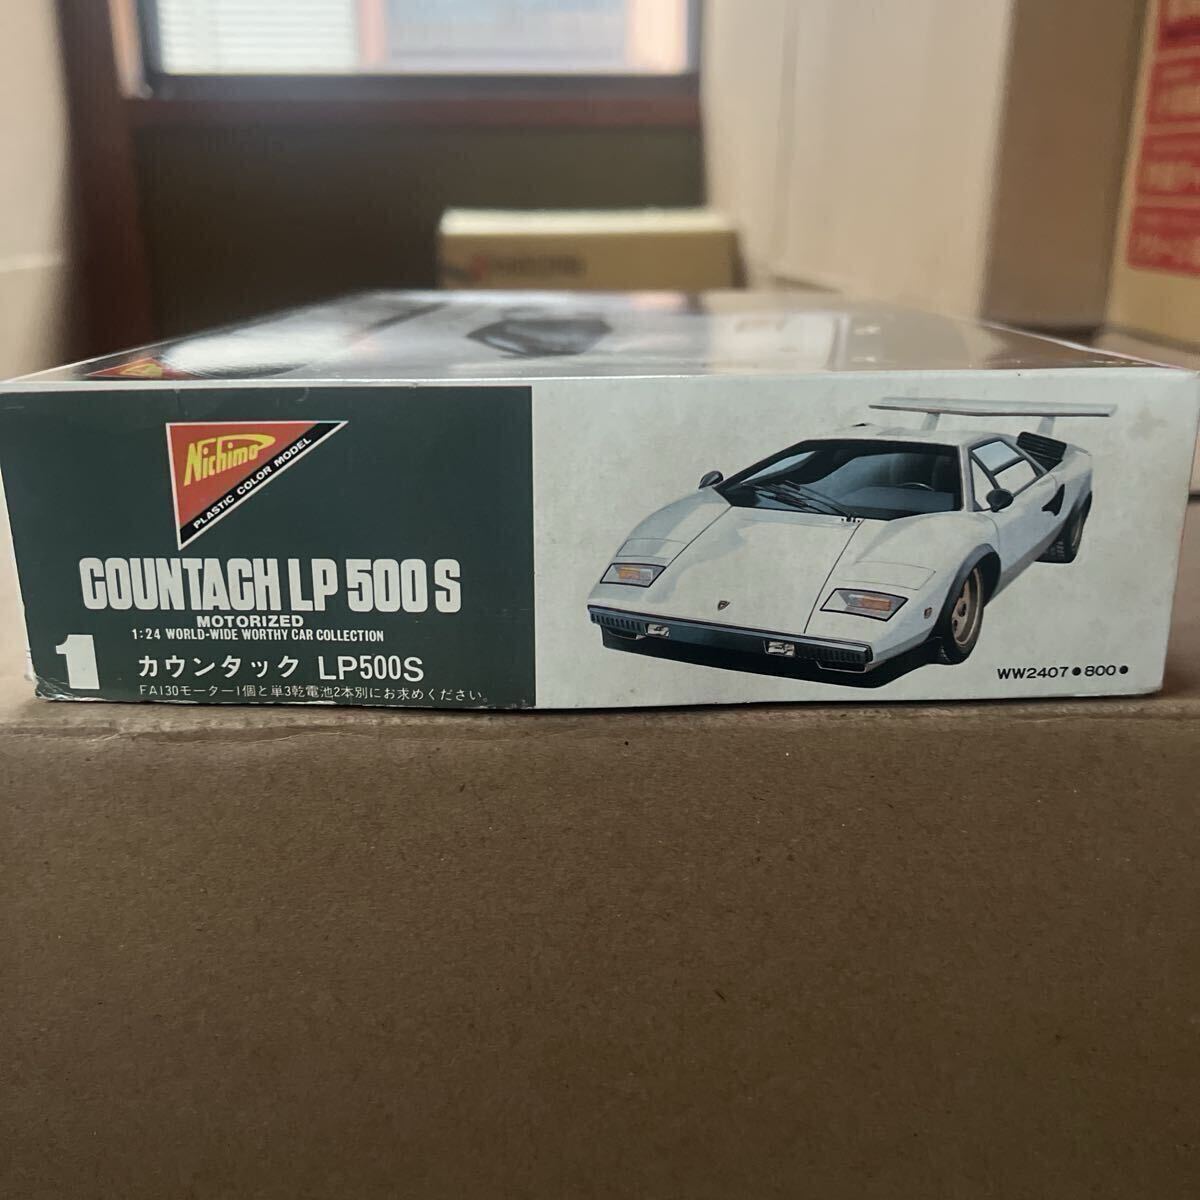 Nichimo
PLASTIC COLOR MODEL
COUNTACH LP 500 S
MOTORIZED
1:24 WORLD-WIDE WORTHY CAR COLLECTION
1
カウンタック LP500S
FA130モーター1個と単3乾電池2本別にお求めください。
WW2407●800●